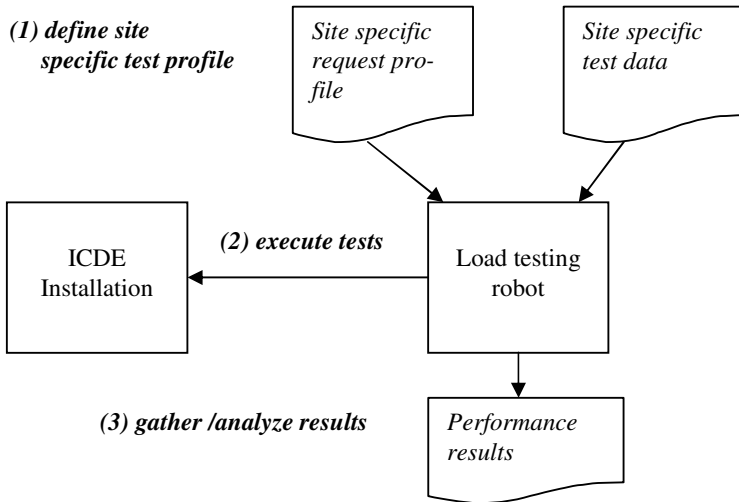 (1) define site
specific test profile
Site specific
request pro-
file
Site specific
test data
ICDE
Installation
(2) execute tests
Load testing
robot
(3) gather /analyze results
Performance
results